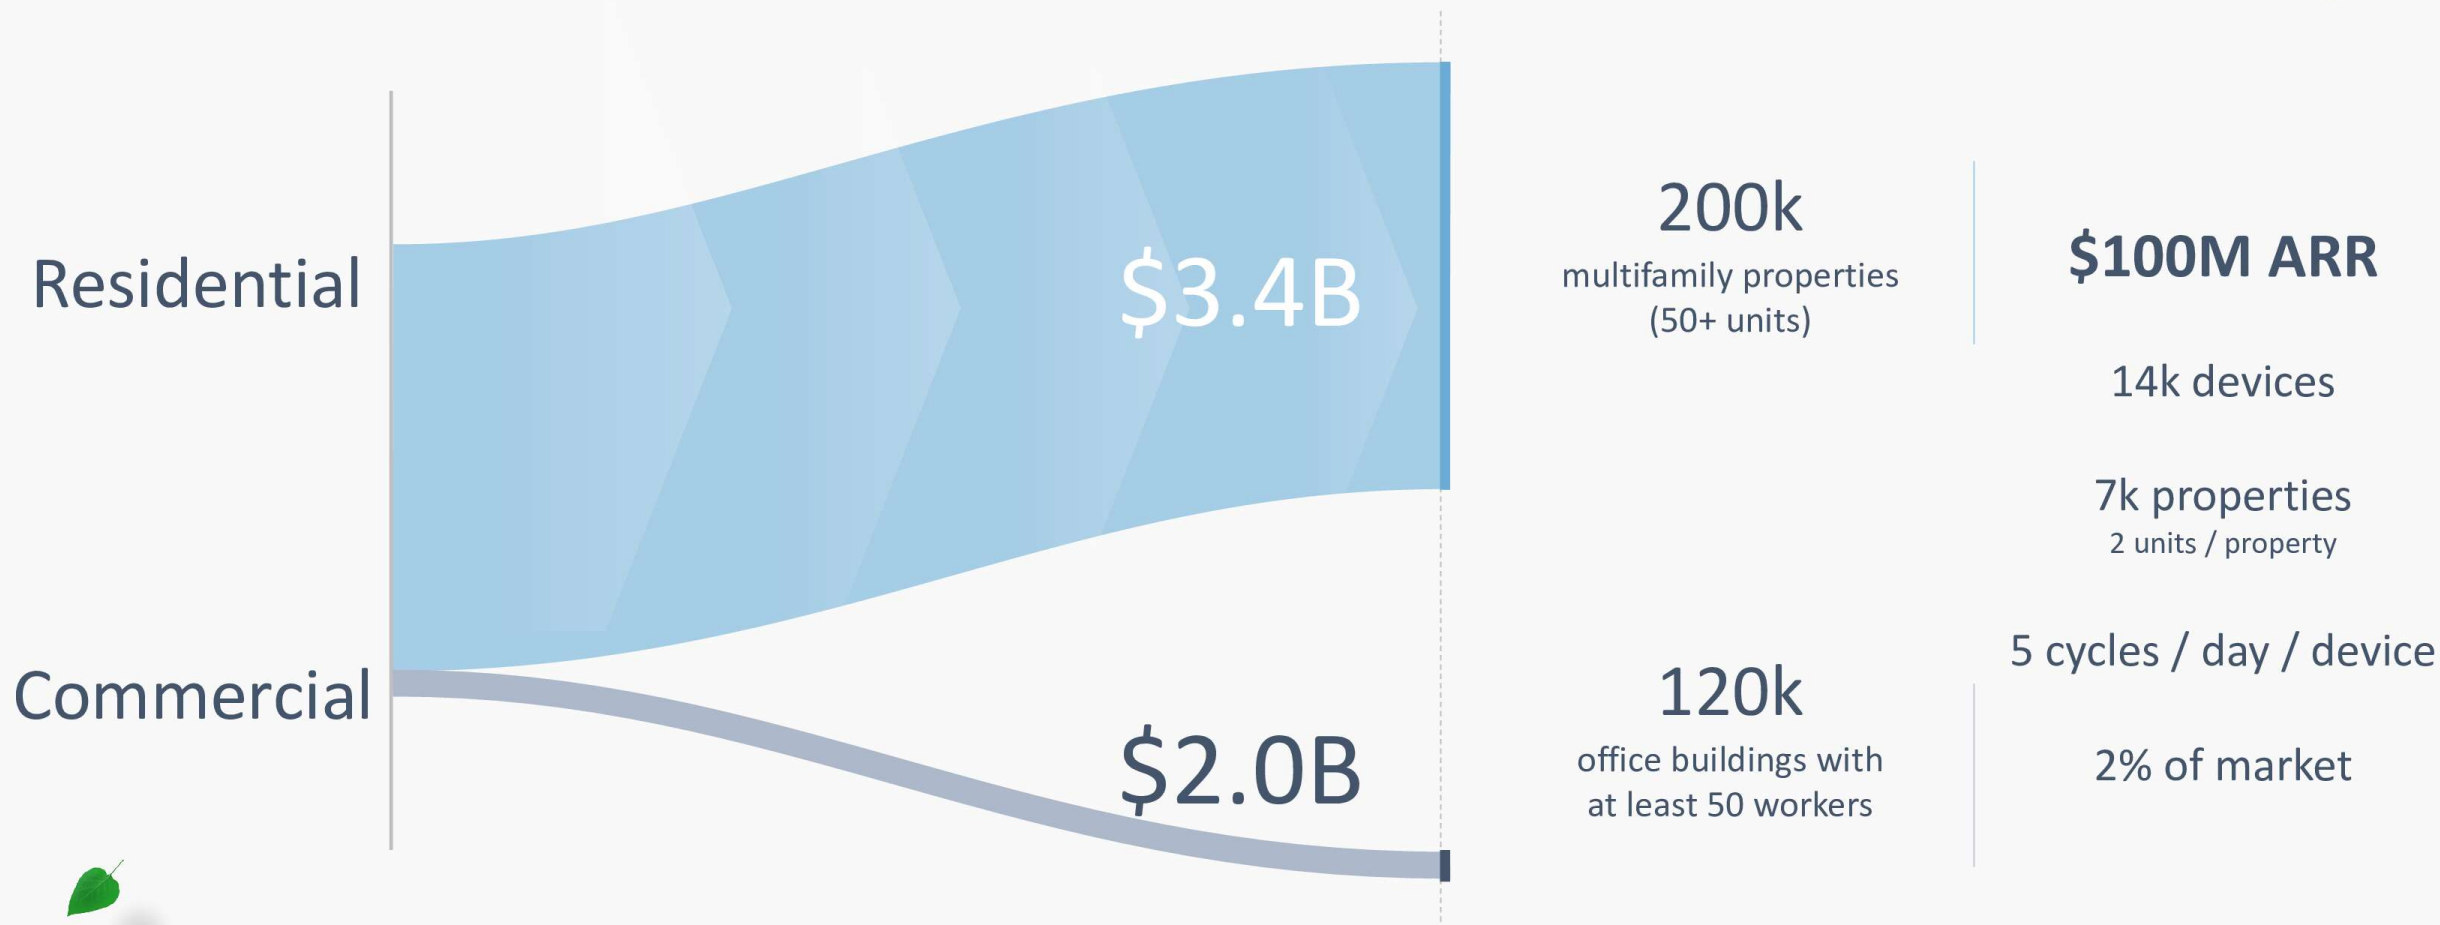 Residential
Commercial
$3.4B
$2.0B
200k
multifamily properties
(50+ units)
120k
office buildings with
at least 50 workers
$100M ARR
14k devices
7k properties
2 units / property
5 cycles / day / device
2% of market